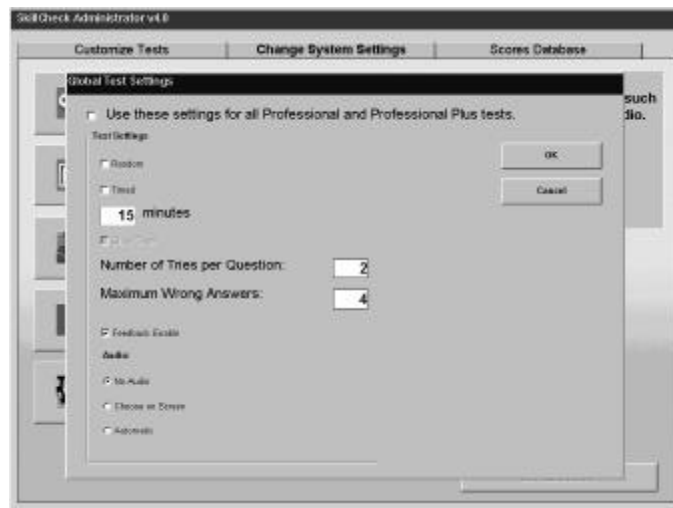 SkillCheck Administrator v4.0
Customize Tests
Change System Settings
Scores Database
such
dio.
Global Test Settings
Use these settings for all Professional and Professional Plus tests.
Test Settings
Random
Timed
15 minutes
Number of Tries per Question: 2
Maximum Wrong Answers: 4
Feedback Enable
Audio
No Audio
Choose on Screen
Automatic
OK
Cancel